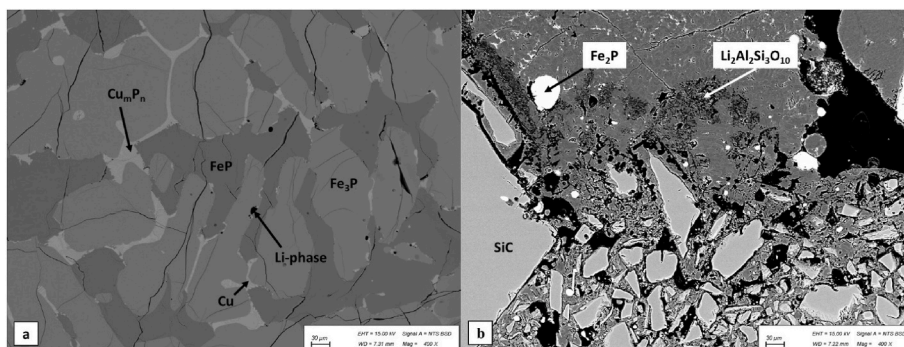 CuₘPₙ
FeP
Fe₃P
Li-phase
Cu
a
30 µm
EHT = 15.00 kV Signal A = NTS BSD
WD = 7.31 mm Mag = 400 X
Fe₂P
Li₂Al₂Si₃O₁₀
SiC
b
30 µm
EHT = 15.00 kV Signal A = NTS BSD
WD = 7.22 mm Mag = 400 X